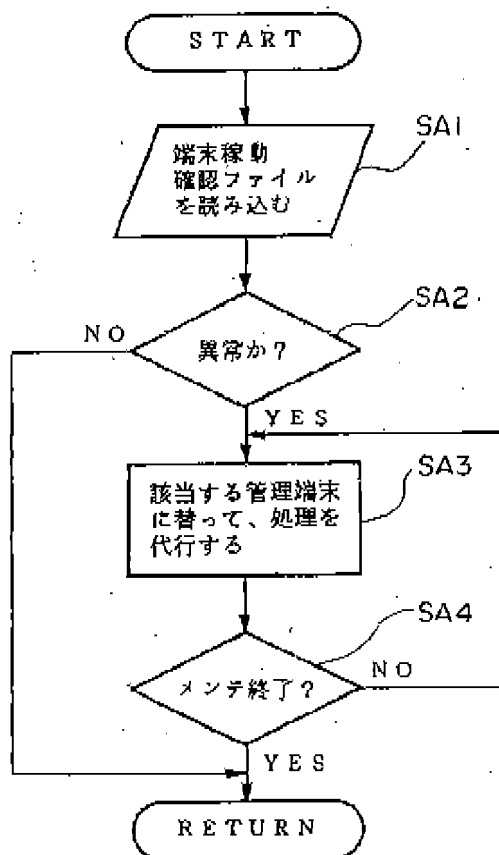 START
SA1
端末稼動
確認ファイル
を読み込む
SA2
NO
異常か?
YES
SA3
該当する管理端末
に替って、処理を
代行する
SA4
NO
メンテ終了?
YES
RETURN